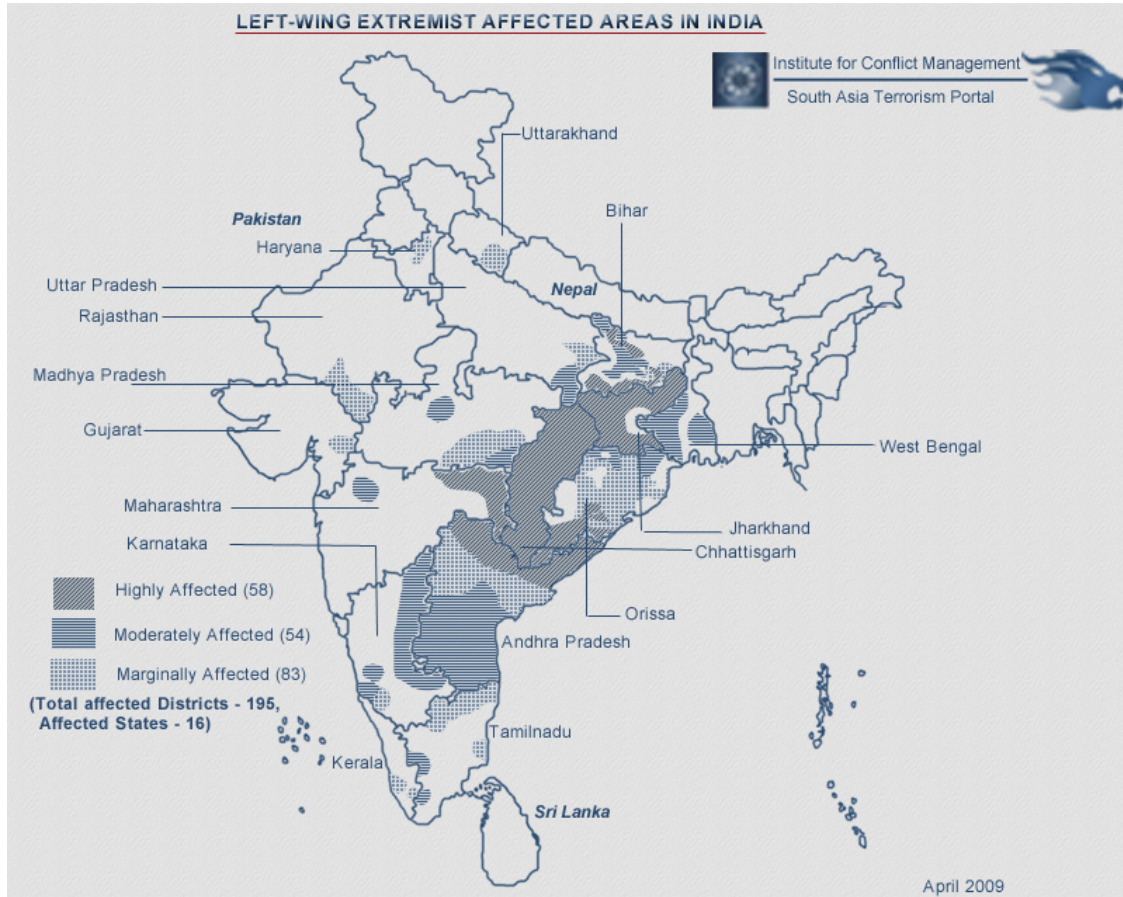 LEFT-WING EXTREMIST AFFECTED AREAS IN INDIA
Institute for Conflict Management
South Asia Terrorism Portal
Uttarakhand
Bihar
Pakistan
Haryana
Uttar Pradesh
Nepal
Rajasthan
Madhya Pradesh
Gujarat
West Bengal
Maharashtra
Jharkhand
Karnataka
Chhattisgarh
Highly Affected (58)
Orissa
Moderately Affected (54)
Andhra Pradesh
Marginally Affected (83)
(Total affected Districts - 195,
Affected States - 16)
Tamilnadu
Kerala
Sri Lanka
April 2009